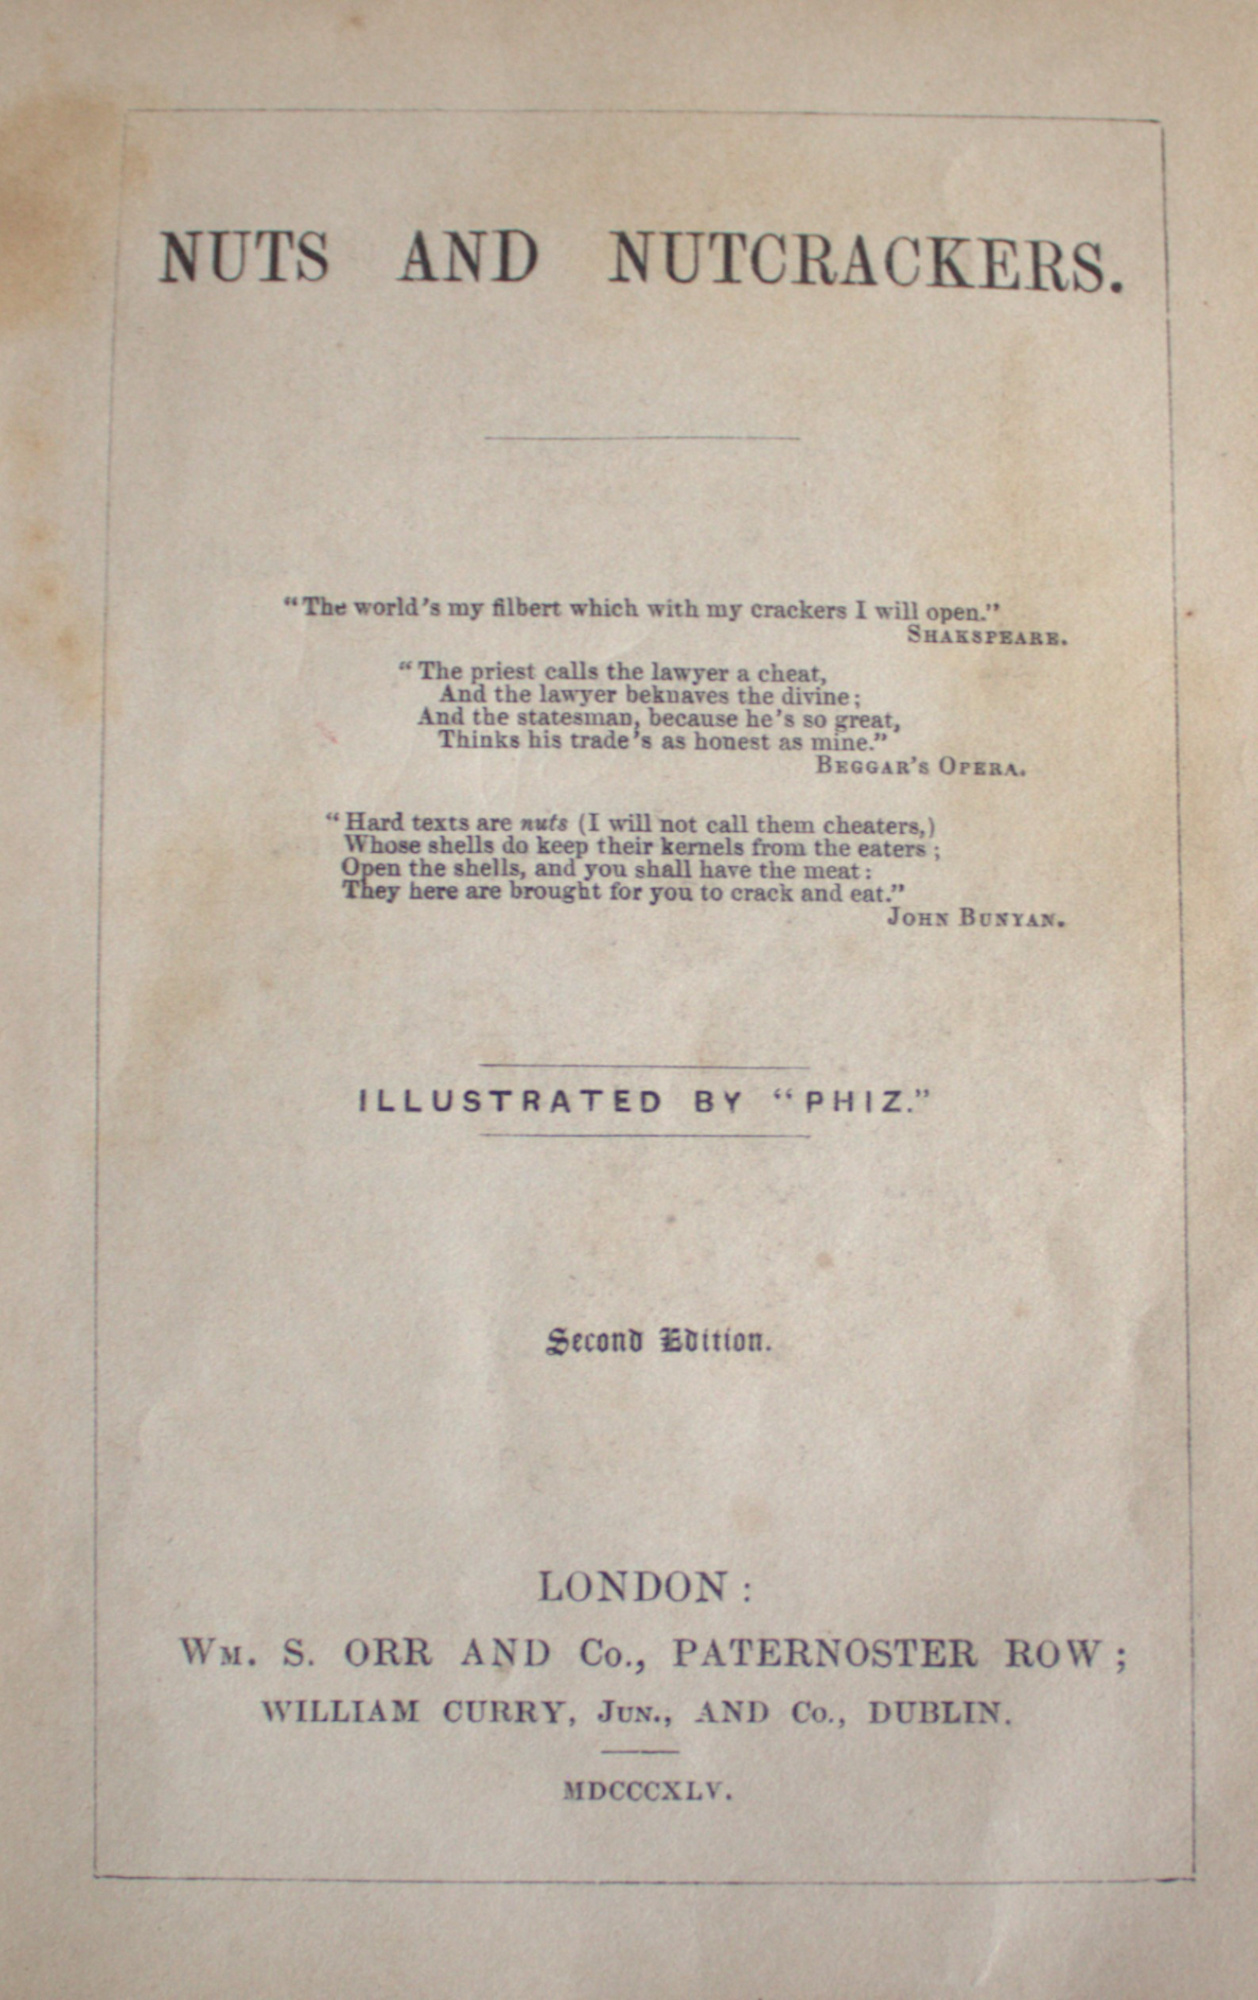 NUTS AND NUTCRACKERS.
“The world’s my filbert which with my crackers I will open.”
SHAKSPEARE.
“The priest calls the lawyer a cheat,
And the lawyer beknaves the divine;
And the statesman, because he’s so great,
Thinks his trade’s as honest as mine.”
BEGGAR’S OPERA.
“Hard texts are nuts (I will not call them cheaters,)
Whose shells do keep their kernels from the eaters;
Open the shells, and you shall have the meat:
They here are brought for you to crack and eat.”
JOHN BUNYAN.
ILLUSTRATED BY “PHIZ.”
Second Edition.
LONDON:
WM. S. ORR AND Co., PATERNOSTER ROW;
WILLIAM CURRY, JUN., AND Co., DUBLIN.
MDCCCXLV.